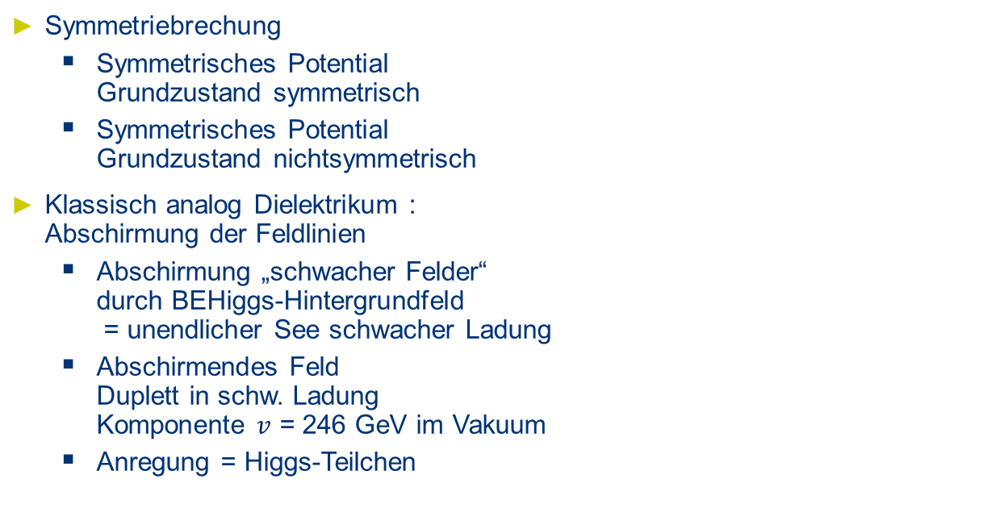 ► Symmetriebrechung
▪ Symmetrisches Potential
Grundzustand symmetrisch
▪ Symmetrisches Potential
Grundzustand nichtsymmetrisch
► Klassisch analog Dielektrikum :
Abschirmung der Feldlinien
▪ Abschirmung „schwacher Felder“
durch BEHiggs-Hintergrundfeld
= unendlicher See schwacher Ladung
▪ Abschirmendes Feld
Duplett in schw. Ladung
Komponente 𝑣 = 246 GeV im Vakuum
▪ Anregung = Higgs-Teilchen